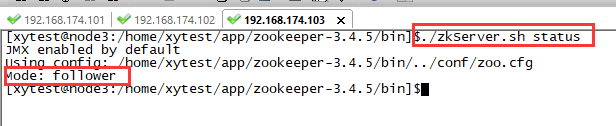 192.168.174.101 192.168.174.102 192.168.174.103 ×
[xytest@node3:/home/xytest/app/zookeeper-3.4.5/bin]$./zkServer.sh status
JMX enabled by default
Using config: /home/xytest/app/zookeeper-3.4.5/bin/../conf/zoo.cfg
Mode: follower
[xytest@node3:/home/xytest/app/zookeeper-3.4.5/bin]$